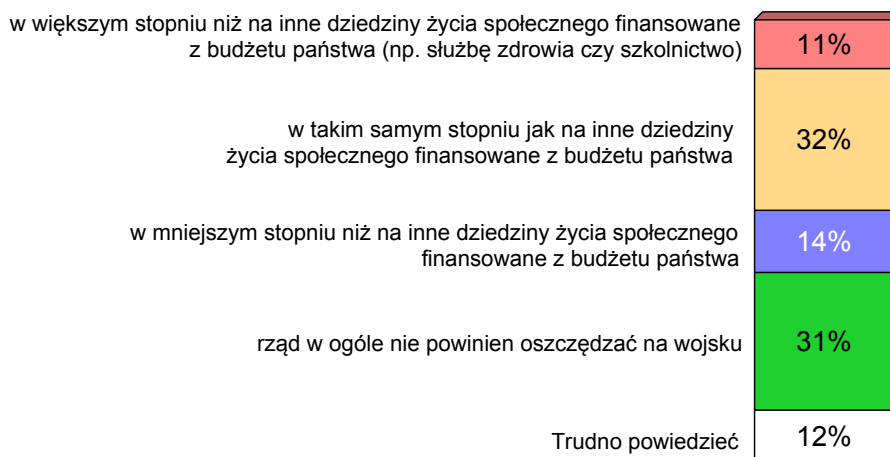 w większym stopniu niż na inne dziedziny życia społecznego finansowane
z budżetu państwa (np. służbę zdrowia czy szkolnictwo)
11%
w takim samym stopniu jak na inne dziedziny
życia społecznego finansowane z budżetu państwa
32%
w mniejszym stopniu niż na inne dziedziny życia społecznego
finansowane z budżetu państwa
14%
rząd w ogóle nie powinien oszczędzać na wojsku
31%
Trudno powiedzieć
12%